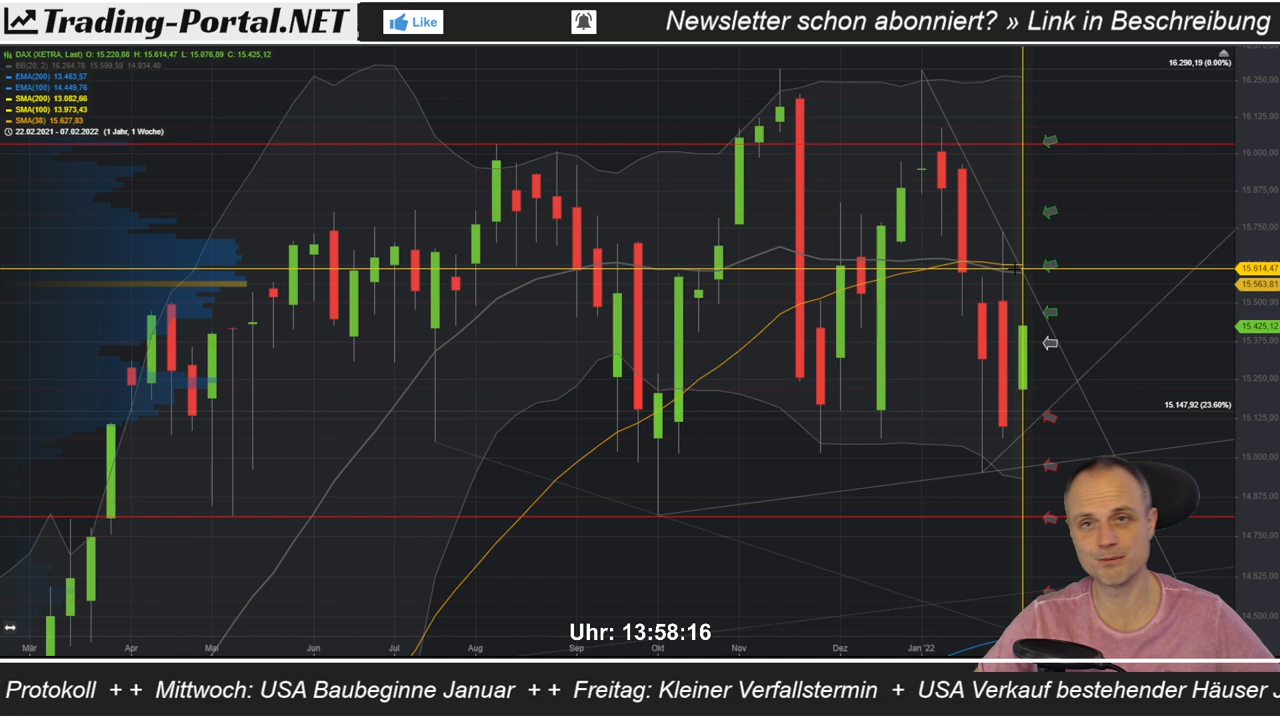 Trading-Portal.NET
Like
Newsletter schon abonniert? » Link in Beschreibung
DAX (XETRA, Last) O: 15.220,08 H: 15.614,47 L: 15.076,89 C: 15.425,12
BB(20, 2) 16.264,78 15.599,59 14.934,40
EMA(200) 13.463,57
EMA(100) 14.449,76
SMA(200) 13.082,66
SMA(100) 13.973,43
SMA(38) 15.627,83
22.02.2021 - 07.02.2022 (1 Jahr, 1 Woche)
16.290,19 (0.00%)
16.250,00
16.125,00
16.000,00
15.875,00
15.750,00
15.614,47
15.563,81
15.500,00
15.425,12
15.375,00
15.250,00
15.147,92 (23.60%)
15.125,00
15.000,00
14.875,00
14.750,00
14.625,00
14.500,00
Uhr: 13:58:16
Mär Apr Mai Jun Jul Aug Sep Okt Nov Dez Jan '22
Protokoll + + Mittwoch: USA Baubeginne Januar + + Freitag: Kleiner Verfallstermin + USA Verkauf bestehender Häuser J